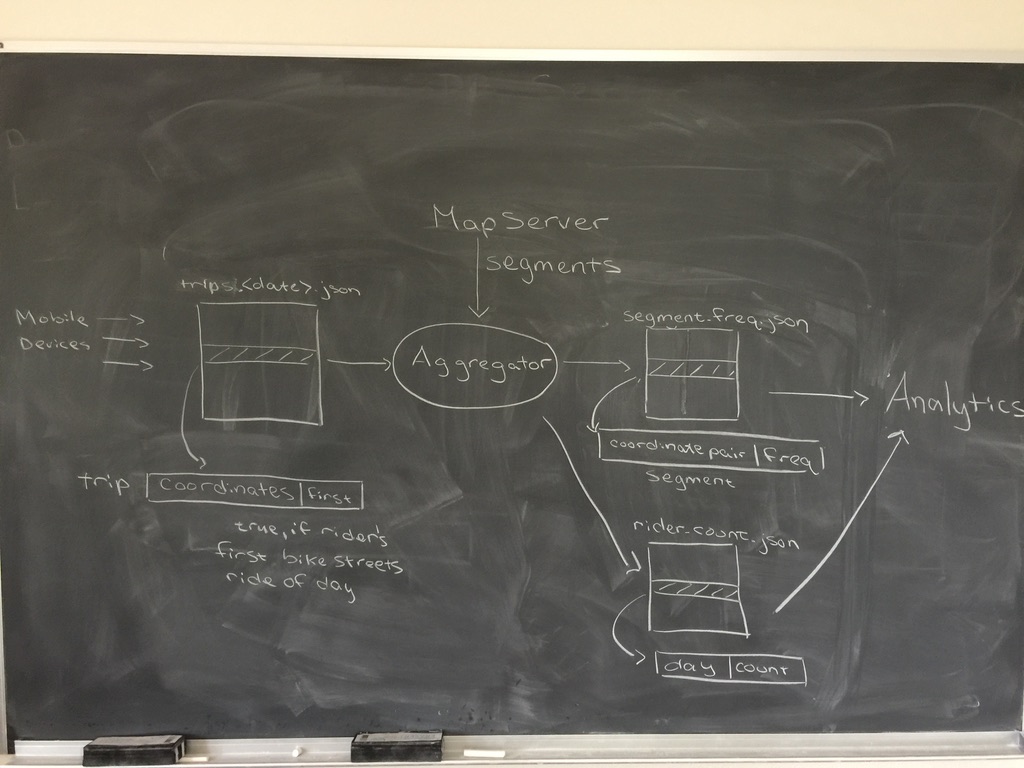 MapServer
segments
trips.<date>.json
Mobile
Devices
Aggregator
segment.freq.json
Analytics
coordinate pair | freq
segment
trip
coordinates | first
true, if rider's
first bike streets
ride of day
rider.count.json
day | count